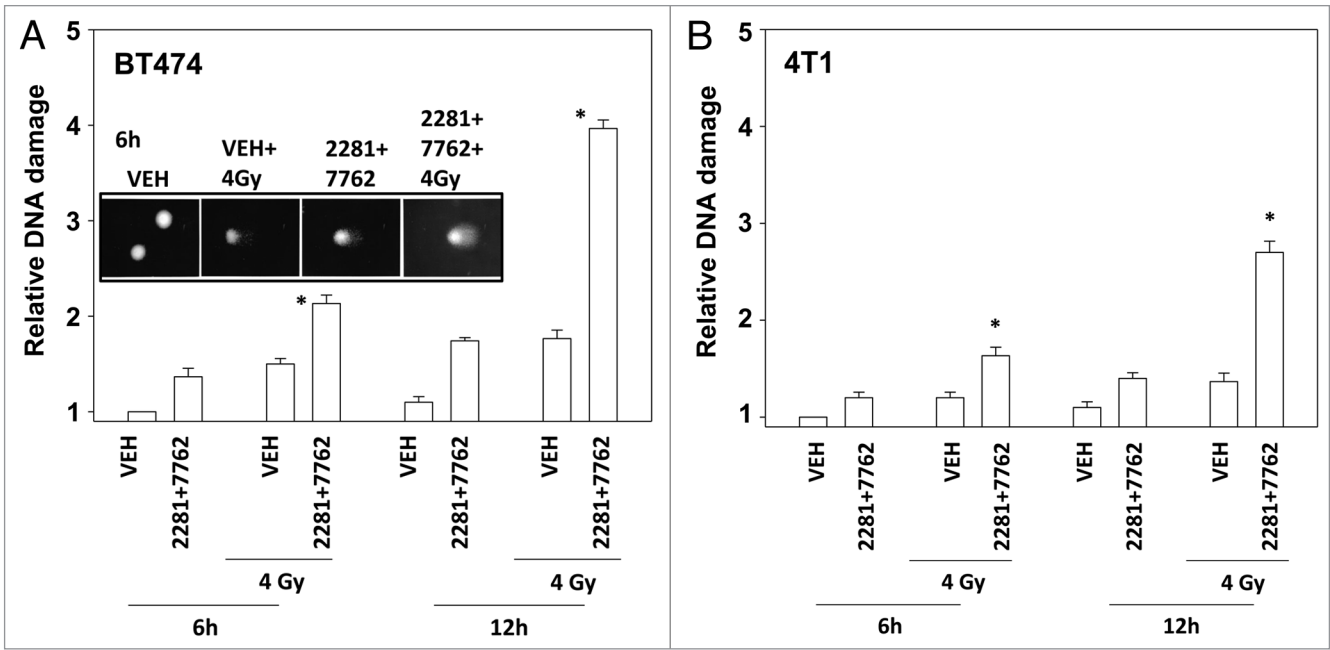 A
BT474
Relative DNA damage
5
4
3
2
1
6h
VEH
VEH+
4Gy
2281+
7762
2281+
7762+
4Gy
*
*
VEH
2281+7762
VEH
2281+7762
VEH
2281+7762
VEH
2281+7762
4 Gy
4 Gy
6h
12h
B
4T1
Relative DNA damage
5
4
3
2
1
*
*
VEH
2281+7762
VEH
2281+7762
VEH
2281+7762
VEH
2281+7762
4 Gy
4 Gy
6h
12h